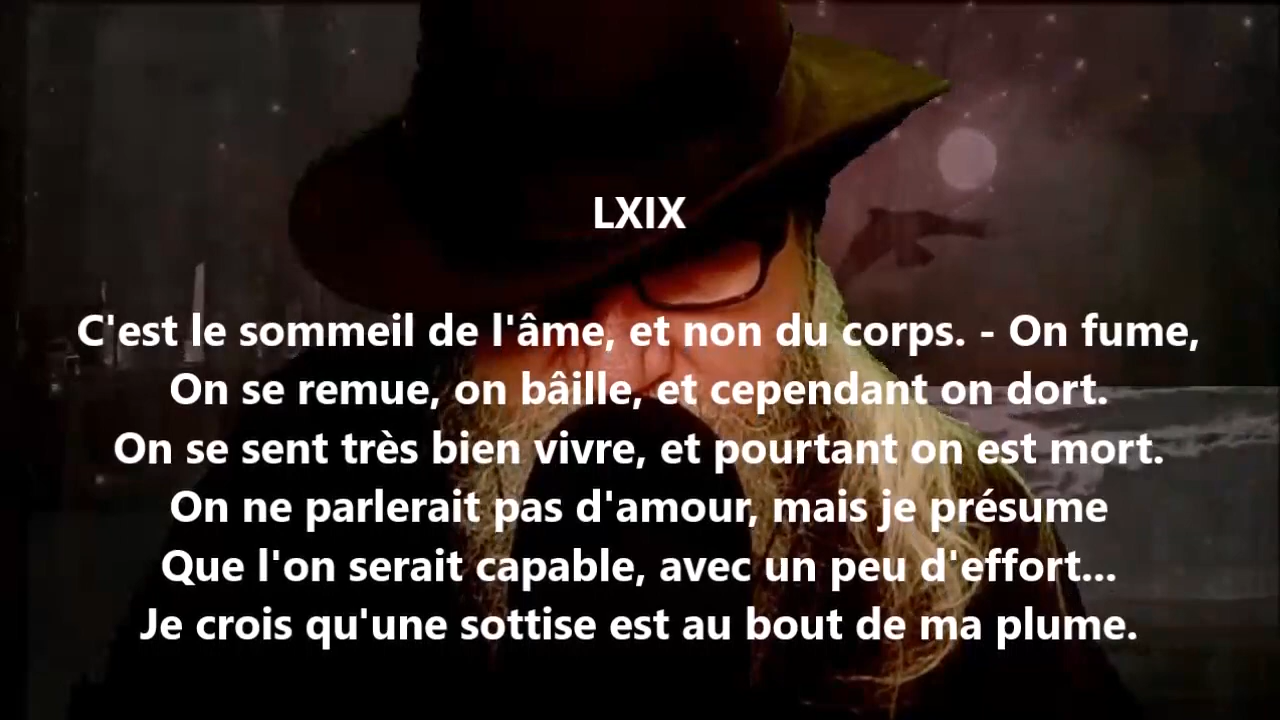 LXIX
C'est le sommeil de l'âme, et non du corps. - On fume,
On se remue, on bâille, et cependant on dort.
On se sent très bien vivre, et pourtant on est mort.
On ne parlerait pas d'amour, mais je présume
Que l'on serait capable, avec un peu d'effort...
Je crois qu'une sottise est au bout de ma plume.